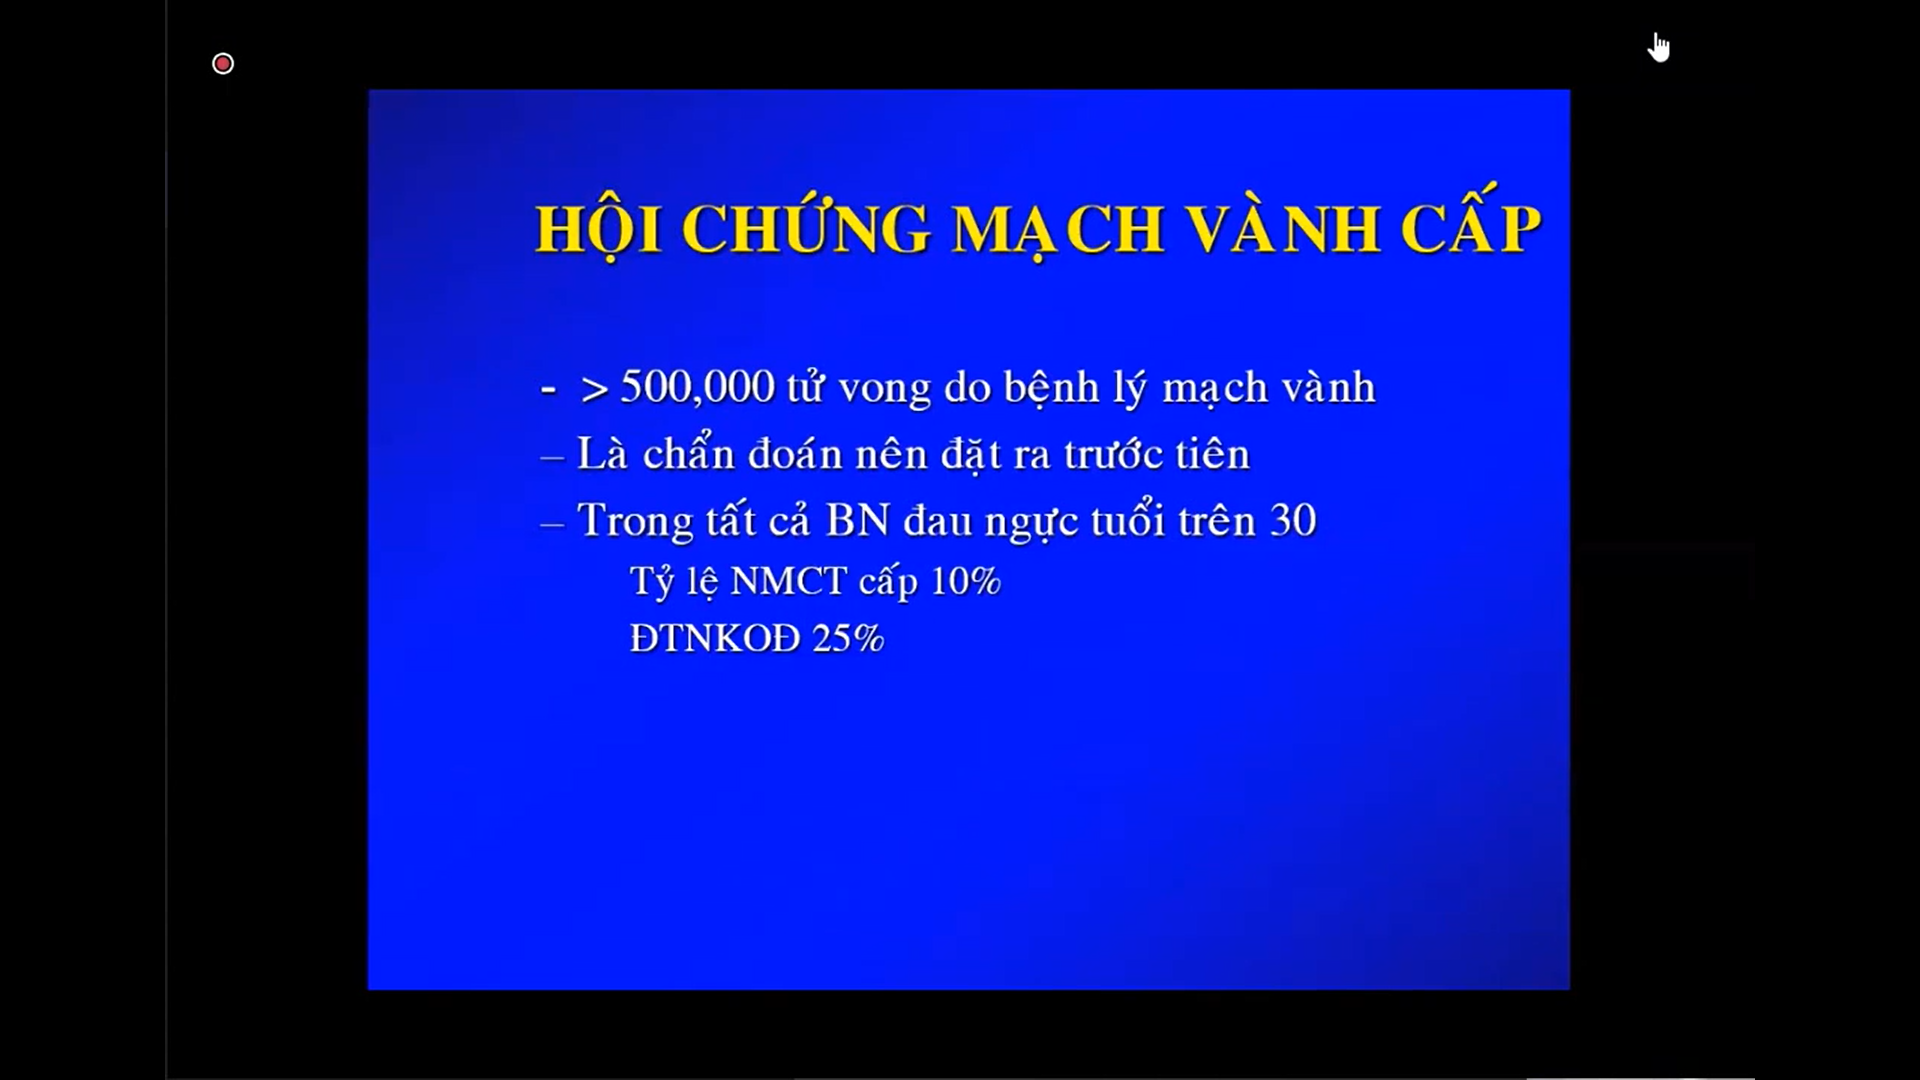 HỘI CHỨNG MẠCH VÀNH CẤP
- > 500,000 tử vong do bệnh lý mạch vành
– Là chẩn đoán nên đặt ra trước tiên
– Trong tất cả BN đau ngực tuổi trên 30
Tỷ lệ NMCT cấp 10%
ĐTNKOĐ 25%